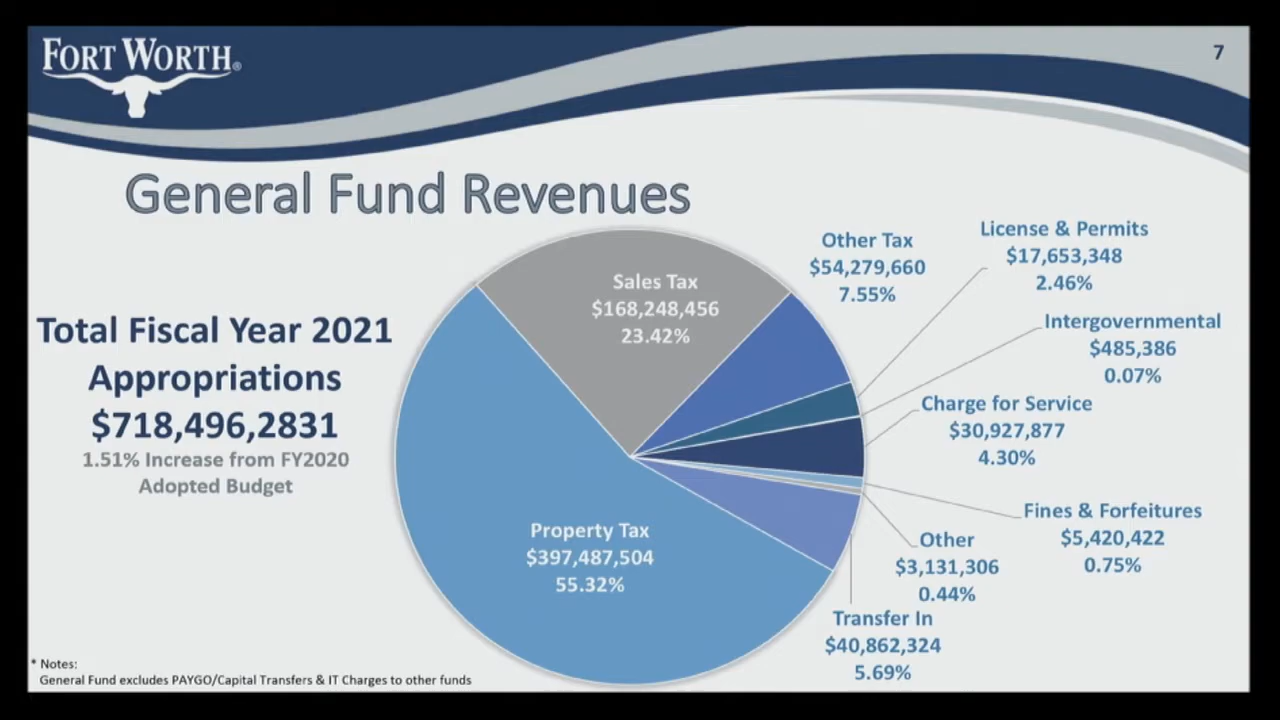 FORT WORTH®
7
General Fund Revenues
Total Fiscal Year 2021
Appropriations
$718,496,2831
1.51% Increase from FY2020
Adopted Budget
Sales Tax
$168,248,456
23.42%
Other Tax
$54,279,660
7.55%
License & Permits
$17,653,348
2.46%
Intergovernmental
$485,386
0.07%
Charge for Service
$30,927,877
4.30%
Fines & Forfeitures
$5,420,422
0.75%
Other
$3,131,306
0.44%
Transfer In
$40,862,324
5.69%
Property Tax
$397,487,504
55.32%
* Notes:
General Fund excludes PAYGO/Capital Transfers & IT Charges to other funds